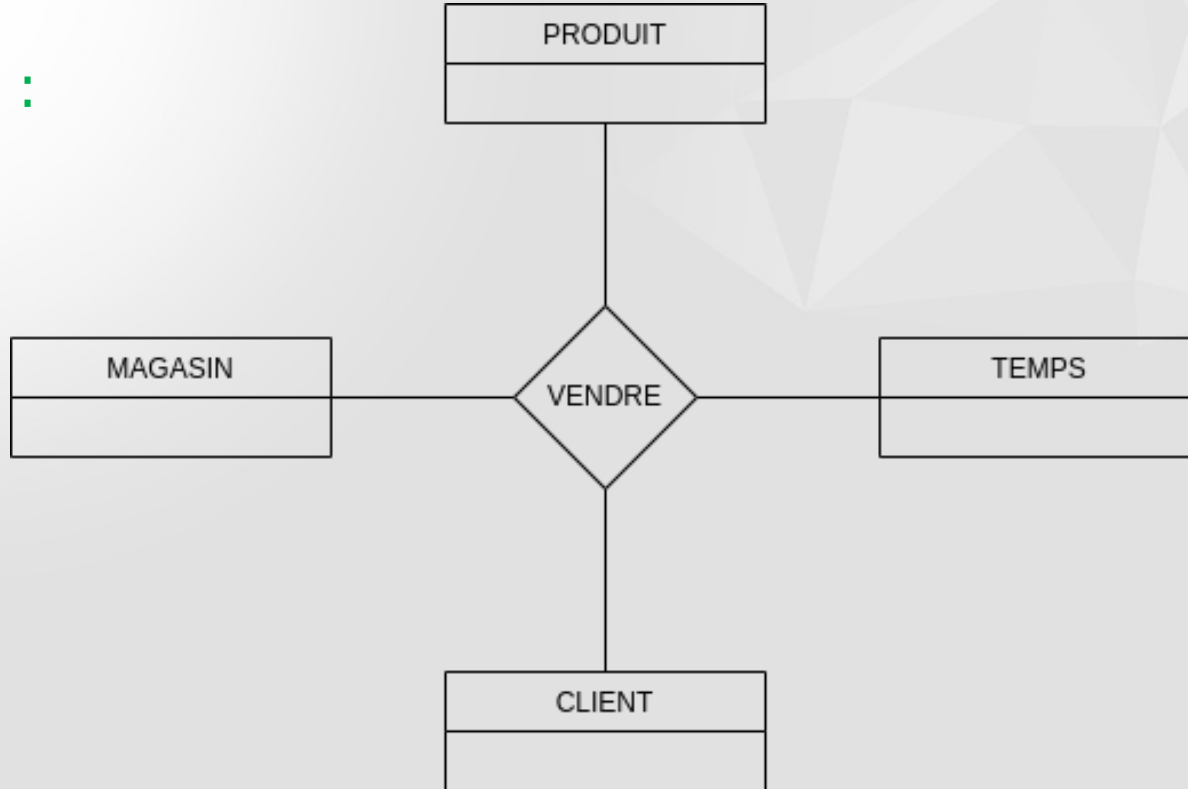 PRODUIT
:
MAGASIN
VENDRE
TEMPS
CLIENT